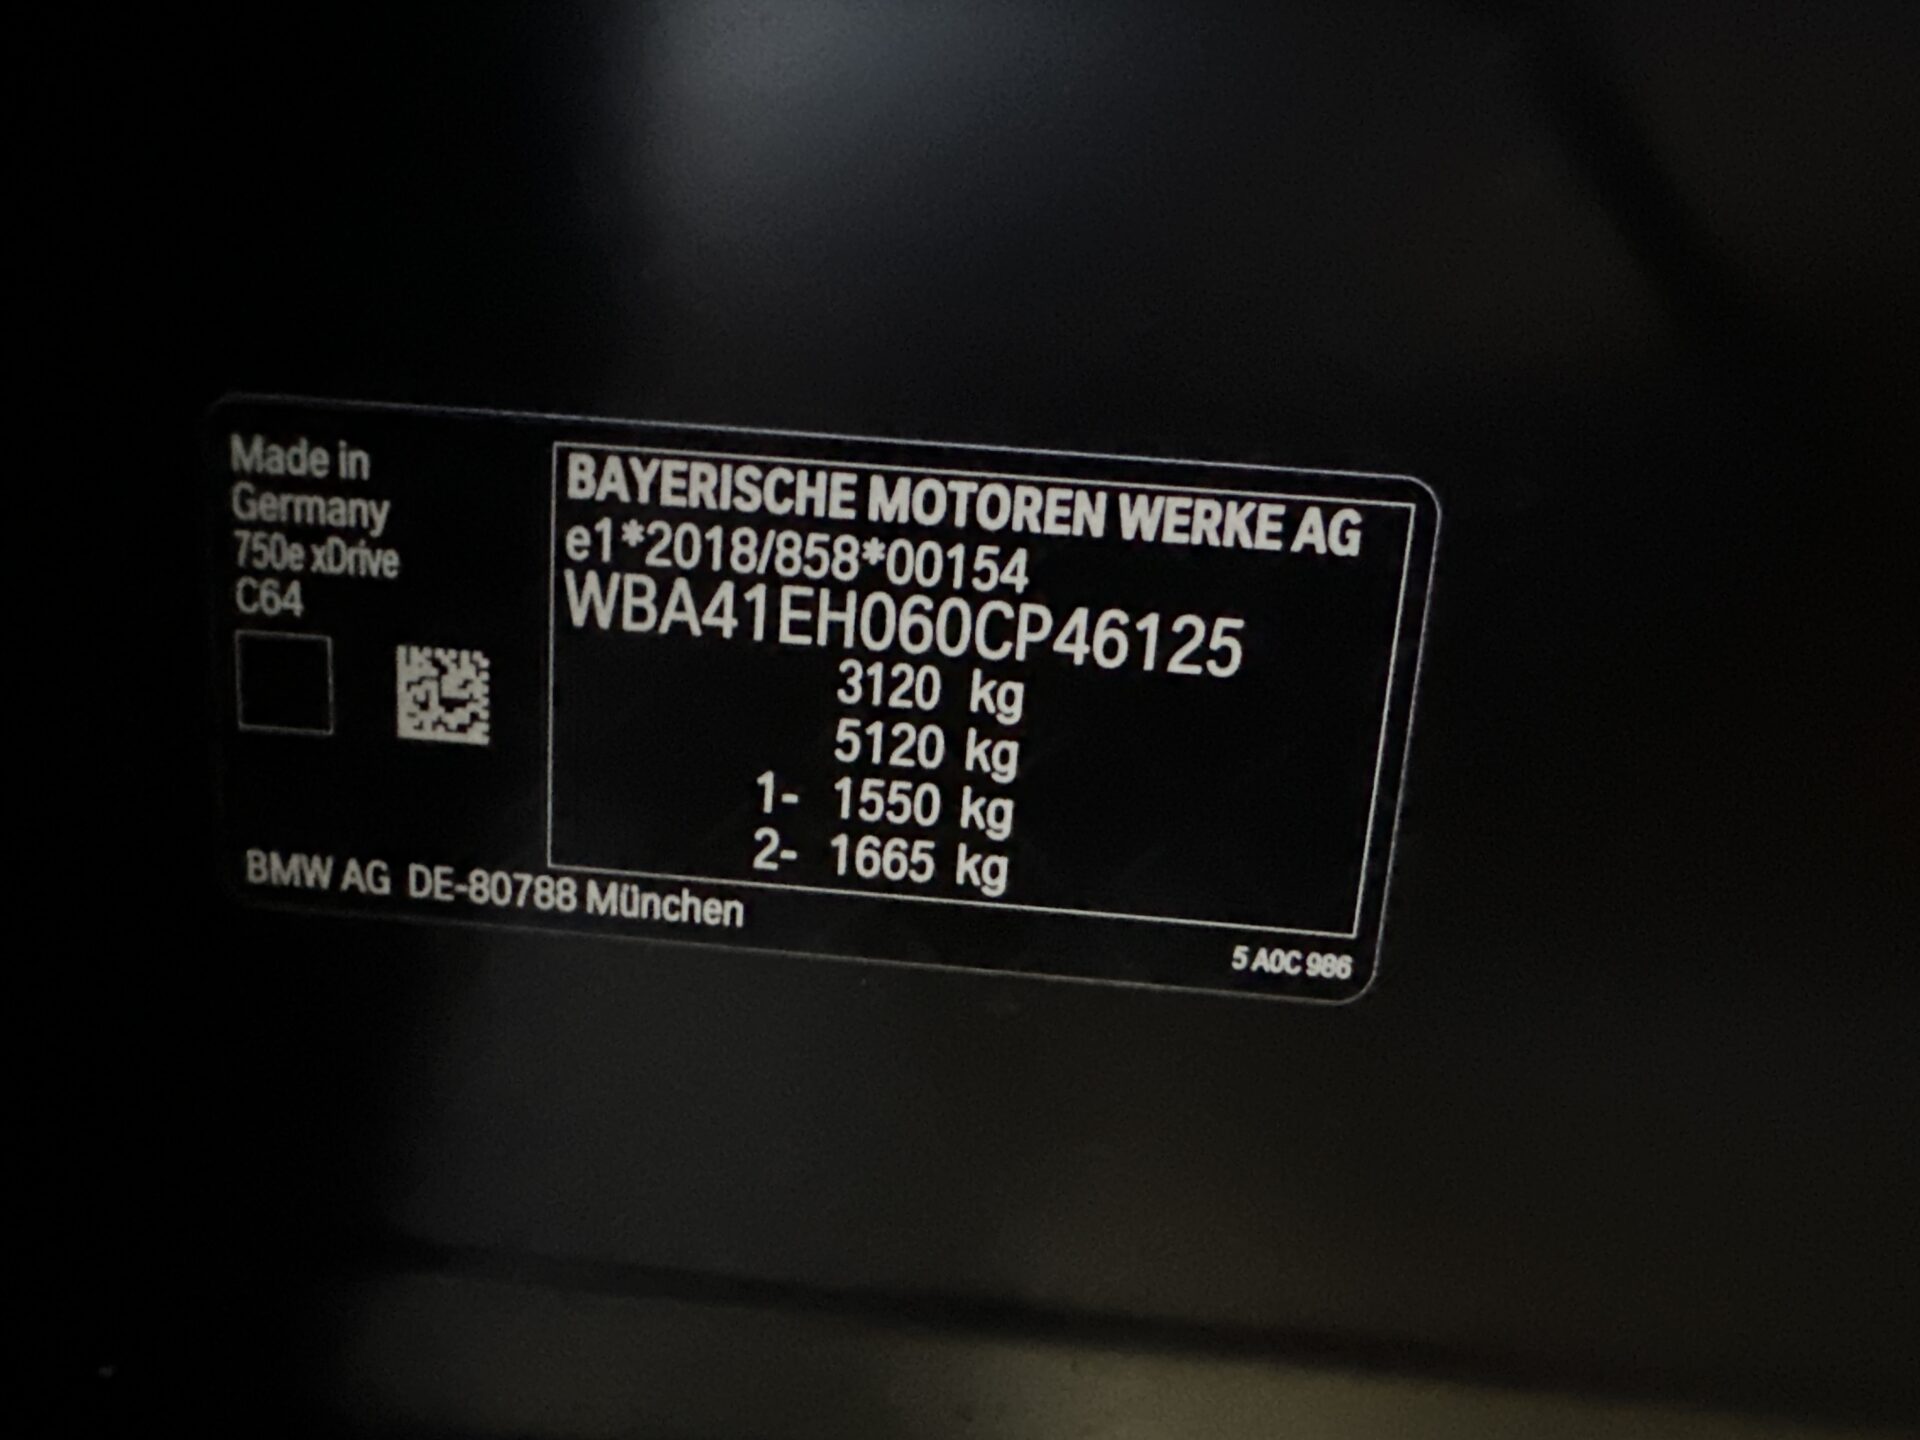 Made in
Germany
750e xDrive
C64
BAYERISCHE MOTOREN WERKE AG
e1*2018/858*00154
WBA41EH060CP46125
3120 kg
5120 kg
1- 1550 kg
2- 1665 kg
BMW AG DE-80788 München
5 A0C 986